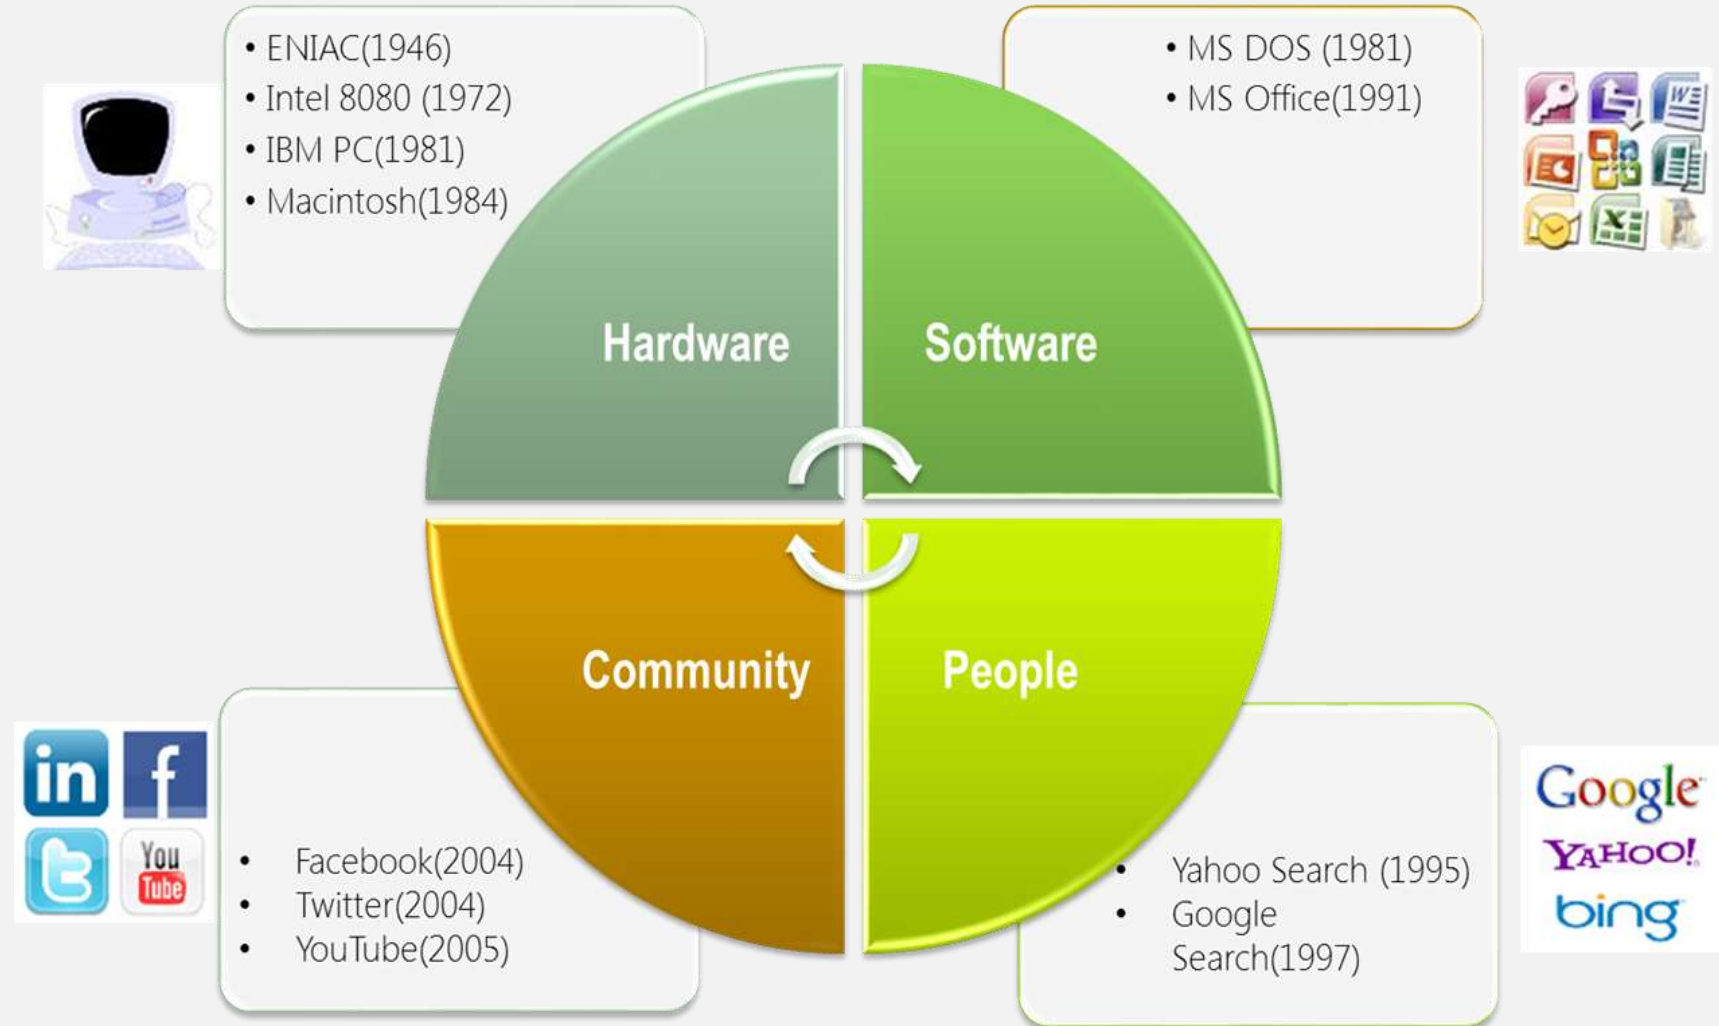 • ENIAC(1946)
• Intel 8080 (1972)
• IBM PC(1981)
• Macintosh(1984)
• MS DOS (1981)
• MS Office(1991)
Hardware
Software
Community
People
in f
You
Tube
• Facebook(2004)
• Twitter(2004)
• YouTube(2005)
• Yahoo Search (1995)
• Google
Search(1997)
Google
YAHOO!
bing